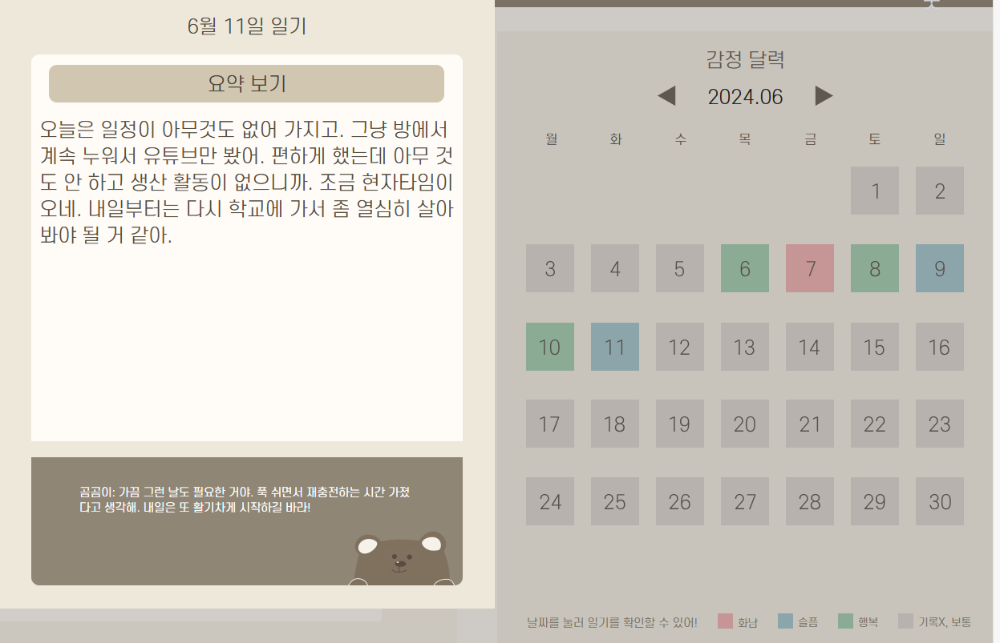 6월 11일 일기
요약 보기
오늘은 일정이 아무것도 없어 가지고. 그냥 방에서
계속 누워서 유튜브만 봤어. 편하게 했는데 아무 것
도 안 하고 생산 활동이 없으니까. 조금 현자타임이
오네. 내일부터는 다시 학교에 가서 좀 열심히 살아
봐야 될 거 같아.
곰곰이: 가끔 그런 날도 필요한 거야. 푹 쉬면서 재충전하는 시간 가졌
다고 생각해. 내일은 또 활기차게 시작하길 바라!
감정 달력
2024.06
월 화 수 목 금 토 일
1 2
3 4 5 6 7 8 9
10 11 12 13 14 15 16
17 18 19 20 21 22 23
24 25 26 27 28 29 30
날짜를 눌러 일기를 확인할 수 있어! 화남 슬픔 행복 기록X, 보통